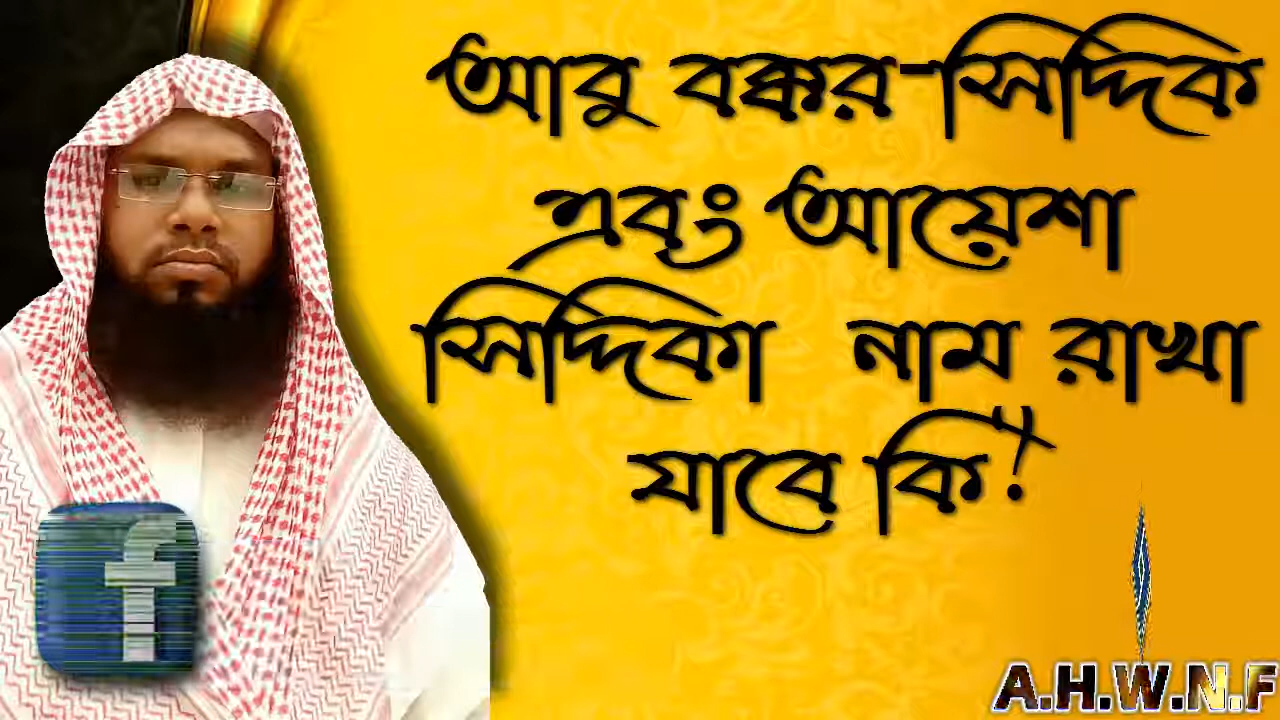 আবু বক্কর-সিদ্দিক
এবং আয়েশা
সিদ্দিকা নাম রাখা
যাবে কি!
f
A.H.W.N.F